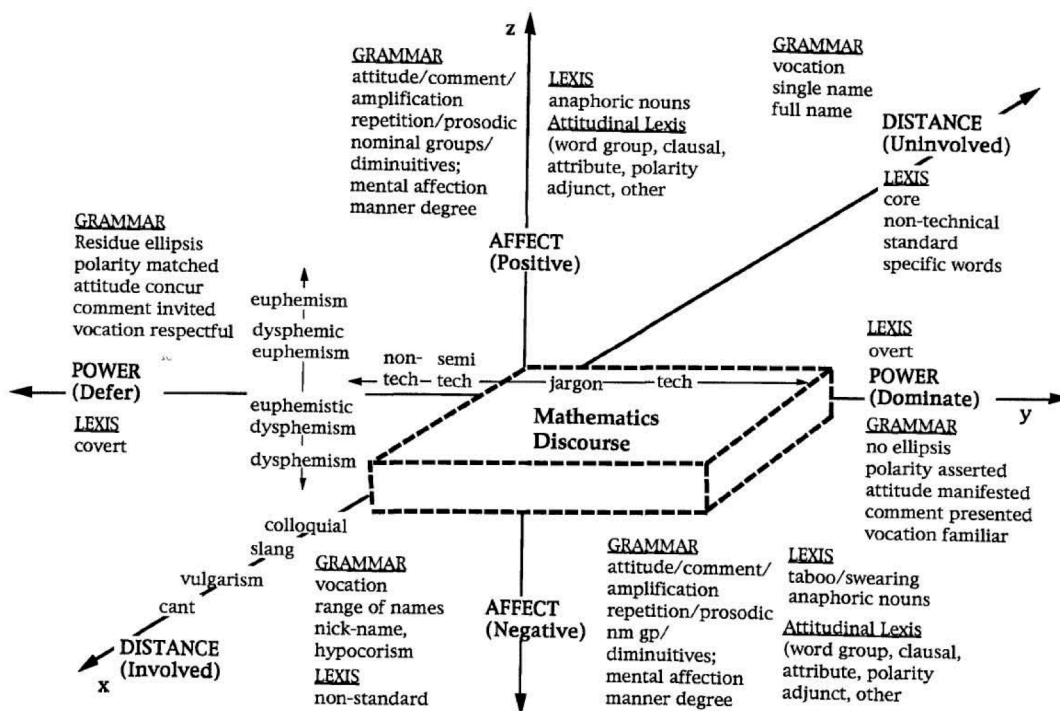 z
GRAMMAR
attitude/comment/
amplification
repetition/prosodic
nominal groups/
diminuitives;
mental affection
manner degree
LEXIS
anaphoric nouns
Attitudinal Lexis
(word group, clausal,
attribute, polarity
adjunct, other
GRAMMAR
vocation
single name
full name
DISTANCE
(Uninvolved)
LEXIS
core
non-technical
standard
specific words
AFFECT
(Positive)
GRAMMAR
Residue ellipsis
polarity matched
attitude concur
comment invited
vocation respectful
POWER
(Defer)
LEXIS
covert
euphemism
dysphemic
euphemism
euphemistic
dysphemism
dysphemism
non-
tech
semi
tech
jargon
tech
Mathematics
Discourse
LEXIS
overt
POWER
(Dominate)
y
GRAMMAR
no ellipsis
polarity asserted
attitude manifested
comment presented
vocation familiar
colloquial
slang
vulgarism
cant
DISTANCE
(Involved)
x
GRAMMAR
vocation
range of names
nick-name,
hypocorism
LEXIS
non-standard
AFFECT
(Negative)
GRAMMAR
attitude/comment/
amplification
repetition/prosodic
nm gp/
diminuitives;
mental affection
manner degree
LEXIS
taboo/swearing
anaphoric nouns
Attitudinal Lexis
(word group, clausal,
attribute, polarity
adjunct, other